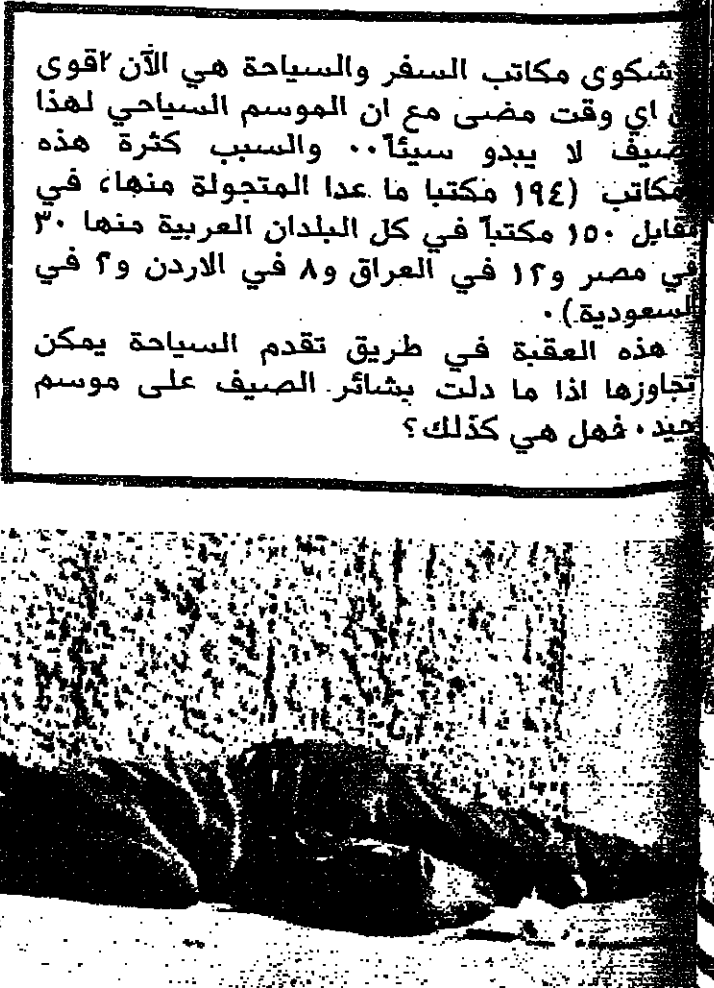 شكوى مكاتب السفر والسياحة هي الآن اقوى
اي وقت مضى مع ان الموسم السياحي لهذا
صيف لا يبدو سيئاً.. والسبب كثرة هذه
مكاتب (١٩٤ مكتبا ما عدا المتجولة منها، في
مقابل ١٥٠ مكتباً في كل البلدان العربية منها ٣٠
في مصر و١٢ في العراق و٨ في الاردن و٢ في
السعودية).
هذه العقبة في طريق تقدم السياحة يمكن
تجاوزها اذا ما دلت بشائر الصيف على موسم
جيد. فهل هي كذلك؟